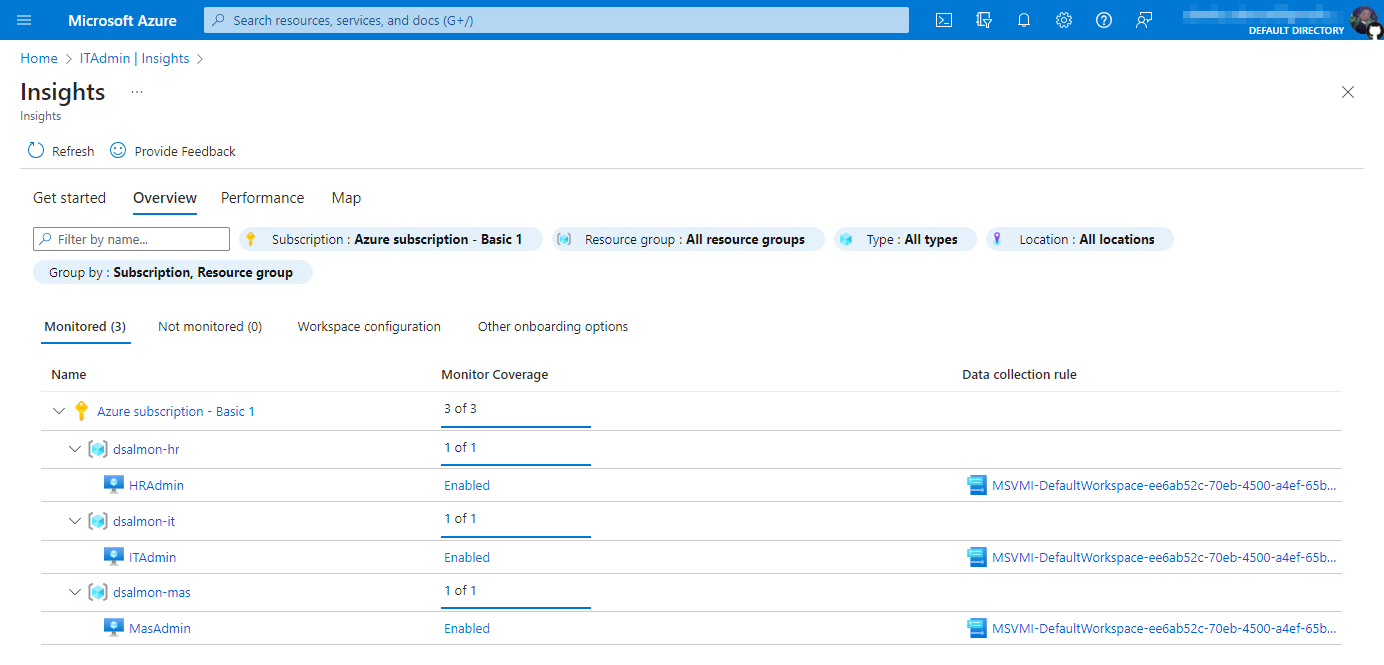 Microsoft Azure
Search resources, services, and docs (G+/)
DEFAULT DIRECTORY
Home > ITAdmin | Insights >
Insights ...
Insights
Refresh Provide Feedback
Get started Overview Performance Map
Filter by name... Subscription : Azure subscription - Basic 1 Resource group : All resource groups Type : All types Location : All locations
Group by : Subscription, Resource group
Monitored (3) Not monitored (0) Workspace configuration Other onboarding options
Name Monitor Coverage Data collection rule
Azure subscription - Basic 1 3 of 3
dsalmon-hr 1 of 1
HRAdmin Enabled MSVMI-DefaultWorkspace-ee6ab52c-70eb-4500-a4ef-65b...
dsalmon-it 1 of 1
ITAdmin Enabled MSVMI-DefaultWorkspace-ee6ab52c-70eb-4500-a4ef-65b...
dsalmon-mas 1 of 1
MasAdmin Enabled MSVMI-DefaultWorkspace-ee6ab52c-70eb-4500-a4ef-65b...